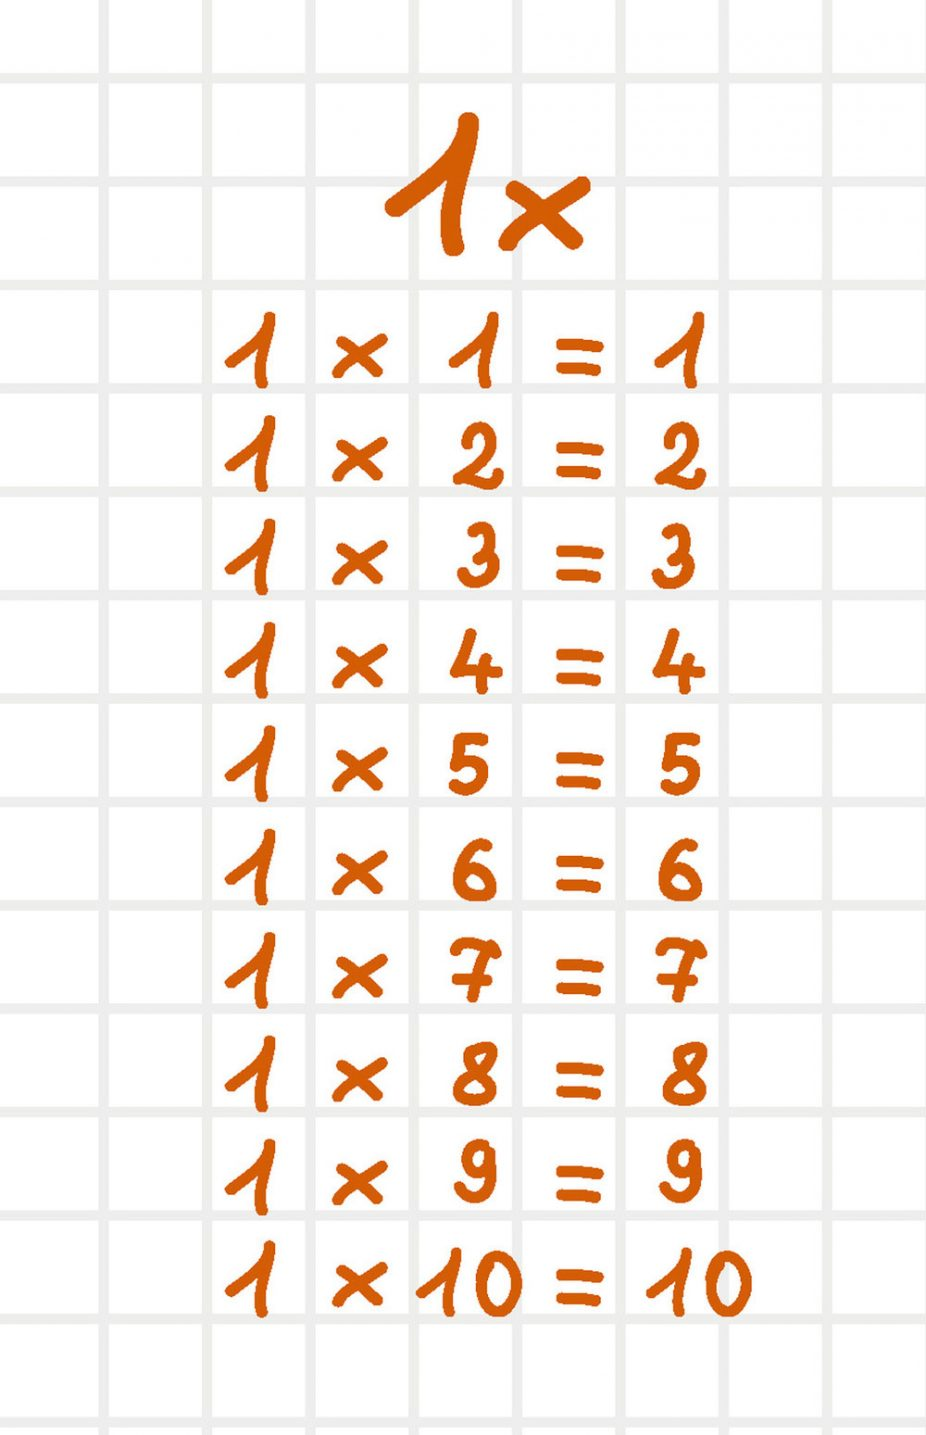 1×
1 × 1 = 1
1 × 2 = 2
1 × 3 = 3
1 × 4 = 4
1 × 5 = 5
1 × 6 = 6
1 × 7 = 7
1 × 8 = 8
1 × 9 = 9
1 × 10 = 10